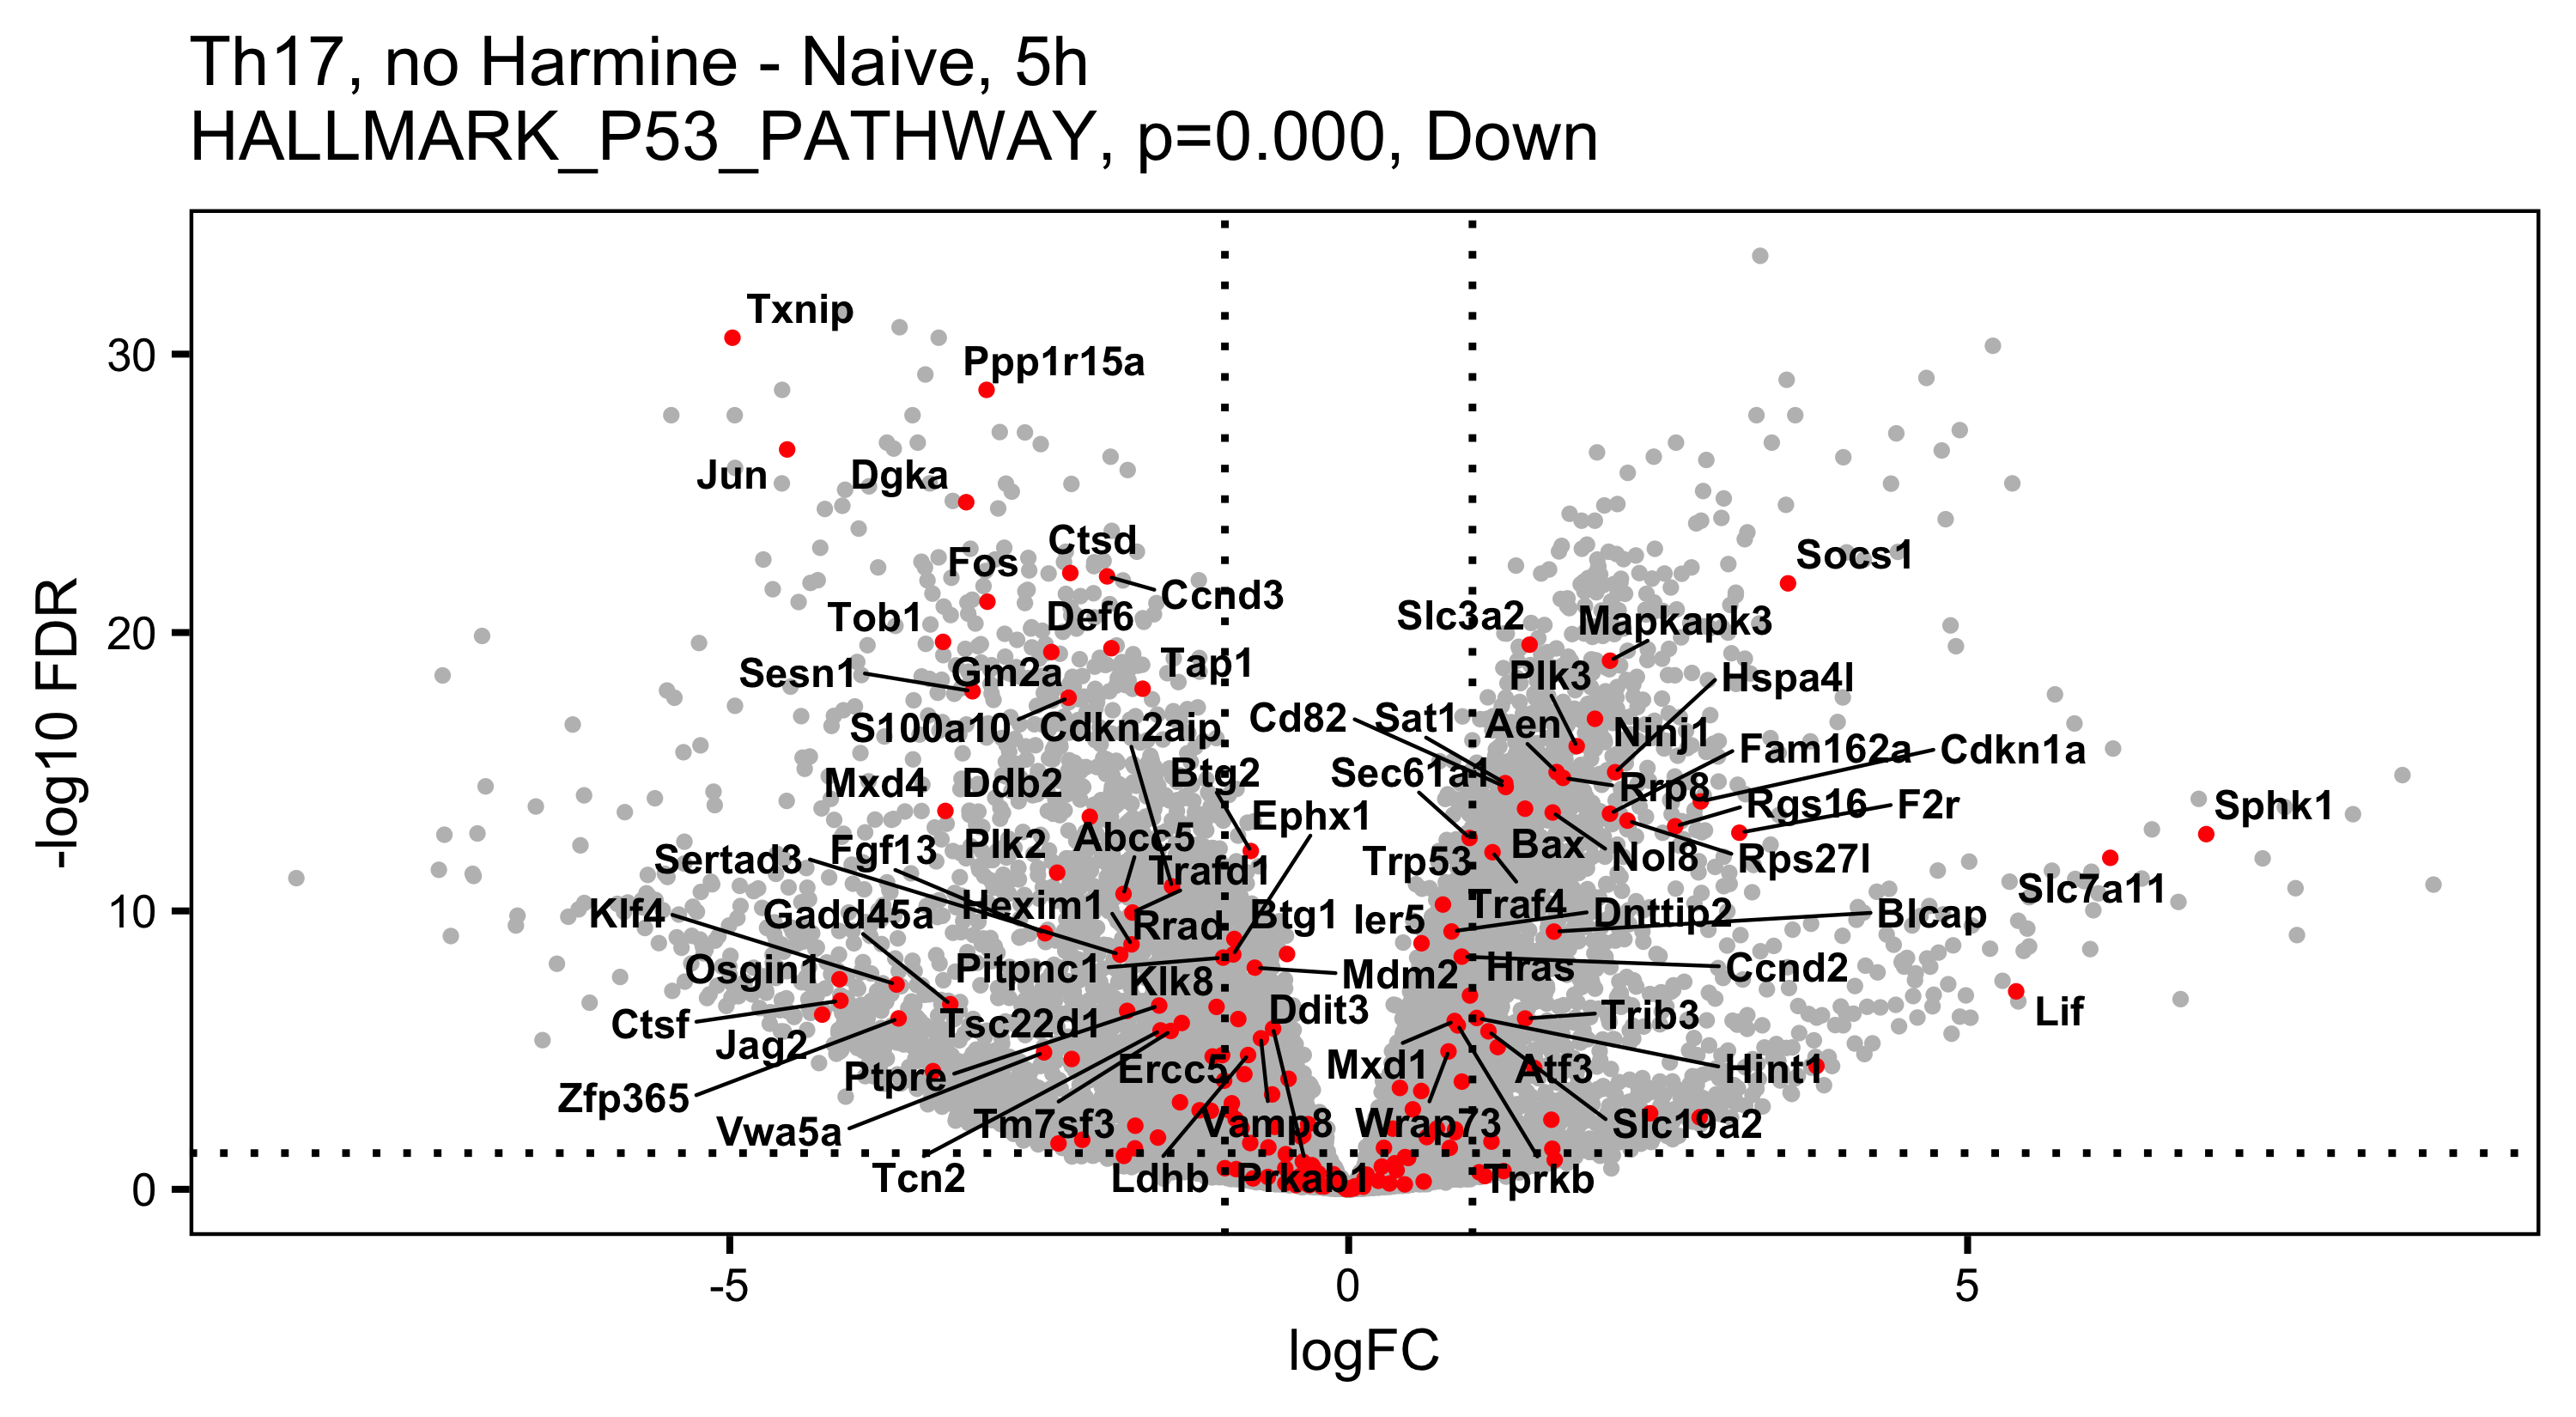 Th17, no Harmine - Naive, 5h
HALLMARK_P53_PATHWAY, p=0.000, Down
-log10 FDR
30
20
10
0
Txnip
Ppp1r15a
Jun
Dgka
Ctsd
Fos
Ccnd3
Tob1
Def6
Sesn1
Gm2a
Tap1
S100a10
Cdkn2aip
Btg2
Mxd4
Ddb2
Ephx1
Sertad3
Fgf13
Plk2
Abcc5
Trafd1
Klf4
Gadd45a
Hexim1
Rrad
Btg1
Osgin1
Pitpnc1
Klk8
Mdm2
Ctsf
Jag2
Tsc22d1
Ddit3
Zfp365
Ptpre
Ercc5
Vwa5a
Tm7sf3
Vamp8
Tcn2
Ldhb
Prkab1
Socs1
Slc3a2
Mapkapk3
Plk3
Hspa4l
Cd82
Sat1
Aen
Ninj1
Fam162a
Cdkn1a
Sec61a1
Rrp8
Rgs16
F2r
Sphk1
Trp53
Bax
Nol8
Rps27l
Slc7a11
Ier5
Traf4
Dnttip2
Blcap
Hras
Ccnd2
Trib3
Lif
Mxd1
Atf3
Hint1
Wrap73
Slc19a2
Tprkb
-5
0
5
logFC